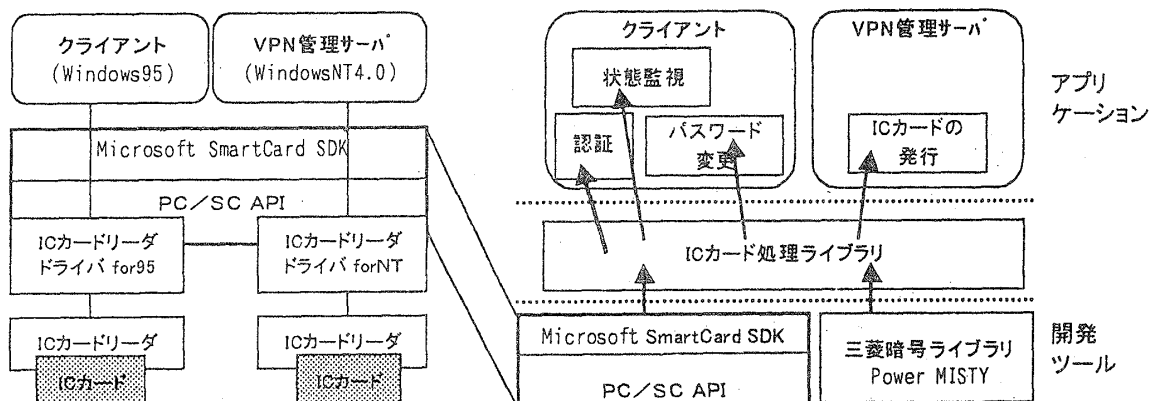 クライアント
(Windows95)
VPN管理サーバ
(WindowsNT4.0)
Microsoft SmartCard SDK
PC/SC API
ICカードリーダ
ドライバ for95
ICカードリーダ
ドライバ forNT
ICカードリーダ
ICカード
ICカードリーダ
ICカード
クライアント
状態監視
認証
パスワード
変更
VPN管理サーバ
ICカードの
発行
アプリ
ケーション
ICカード処理ライブラリ
Microsoft SmartCard SDK
PC/SC API
三菱暗号ライブラリ
Power MISTY
開発
ツール